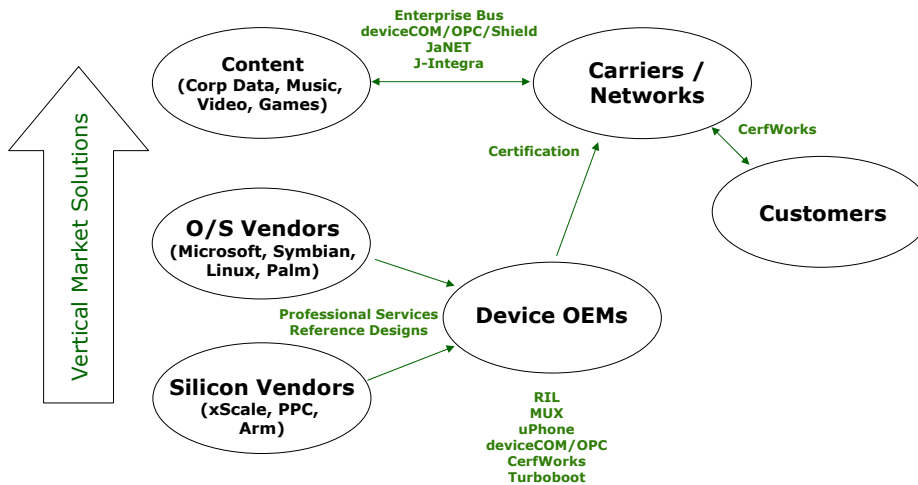 Enterprise Bus
deviceCOM/OPC/Shield
JaNET
J-Integra
Content
(Corp Data, Music,
Video, Games)
Carriers /
Networks
CerfWorks
Certification
Vertical Market Solutions
Customers
O/S Vendors
(Microsoft, Symbian,
Linux, Palm)
Professional Services
Reference Designs
Device OEMs
Silicon Vendors
(xScale, PPC,
Arm)
RIL
MUX
uPhone
deviceCOM/OPC
CerfWorks
Turboboot